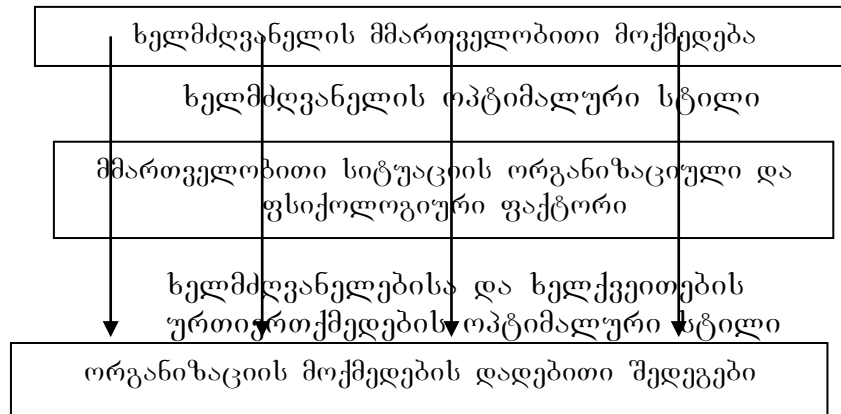 ხელმძღვანელის მმართველობითი მოქმედება
ხელმძღვანელის ოპტიმალური სტილი
მმართველობითი სიტუაციის ორგანიზაციული და
ფსიქოლოგიური ფაქტორი
ხელმძღვანელებისა და ხელქვეითების
ურთიერთქმედების ოპტიმალური სტილი
ორგანიზაციის მოქმედების დადებითი შედეგები